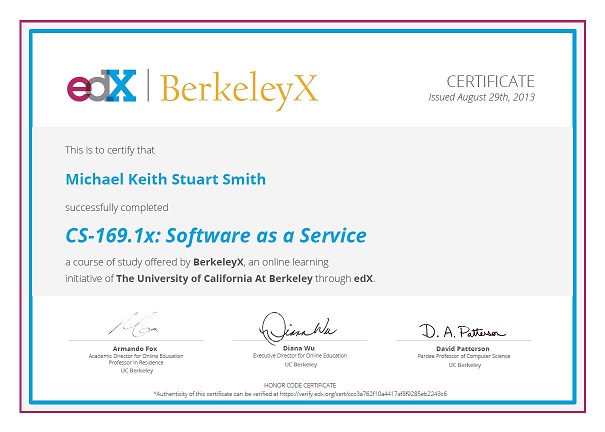 edX | BerkeleyX
CERTIFICATE
Issued August 29th, 2013
This is to certify that
Michael Keith Stuart Smith
successfully completed
CS-169.1x: Software as a Service
a course of study offered by BerkeleyX, an online learning
initiative of The University of California At Berkeley through edX.
Diana Wu
D. A. Patterson
Armando Fox
Academic Director for Online Education
Professor in Residence
UC Berkeley
Diana Wu
Executive Director for Online Education
UC Berkeley
David Patterson
Pardee Professor of Computer Science
UC Berkeley
HONOR CODE CERTIFICATE
*Authenticity of this certificate can be verified at https://verify.edx.org/cert/ccc3a762f10a4417af8f9285eb2243c6